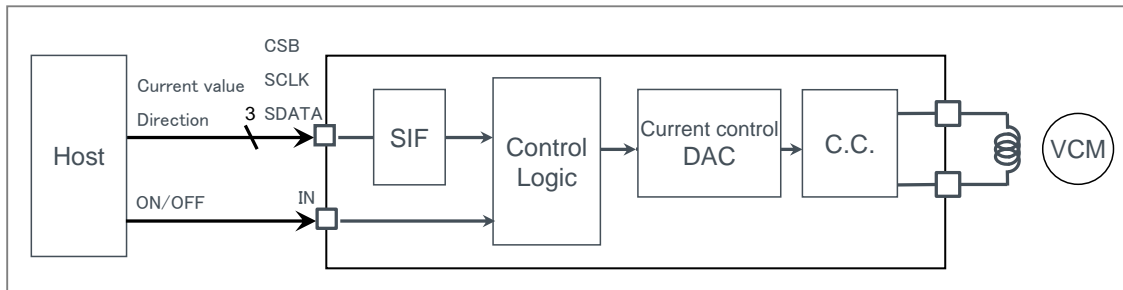 CSB
Current value
SCLK
Direction
3
SDATA
Host
SIF
Control
Logic
Current control
DAC
C.C.
VCM
ON/OFF
IN